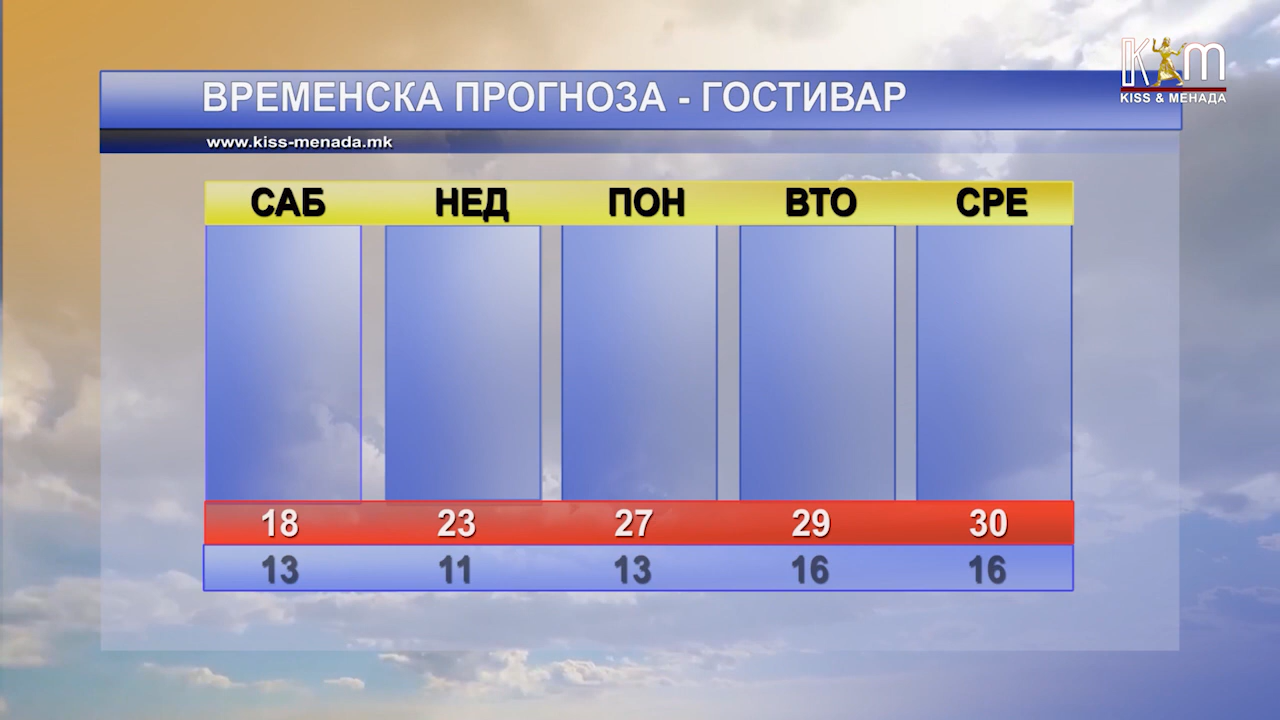 ВРЕМЕНСКА ПРОГНОЗА - ГОСТИВАР
KM
KISS & МЕНАДА
www.kiss-menada.mk
САБ НЕД ПОН ВТО СРЕ
18 23 27 29 30
13 11 13 16 16